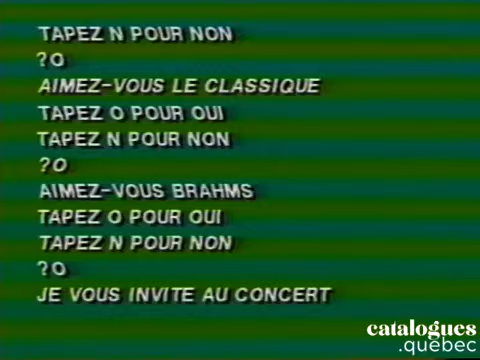 TAPEZ N POUR NON
?O
AIMEZ-VOUS LE CLASSIQUE
TAPEZ O POUR OUI
TAPEZ N POUR NON
?O
AIMEZ-VOUS BRAHMS
TAPEZ O POUR OUI
TAPEZ N POUR NON
?O
JE VOUS INVITE AU CONCERT
catalogues
.québec